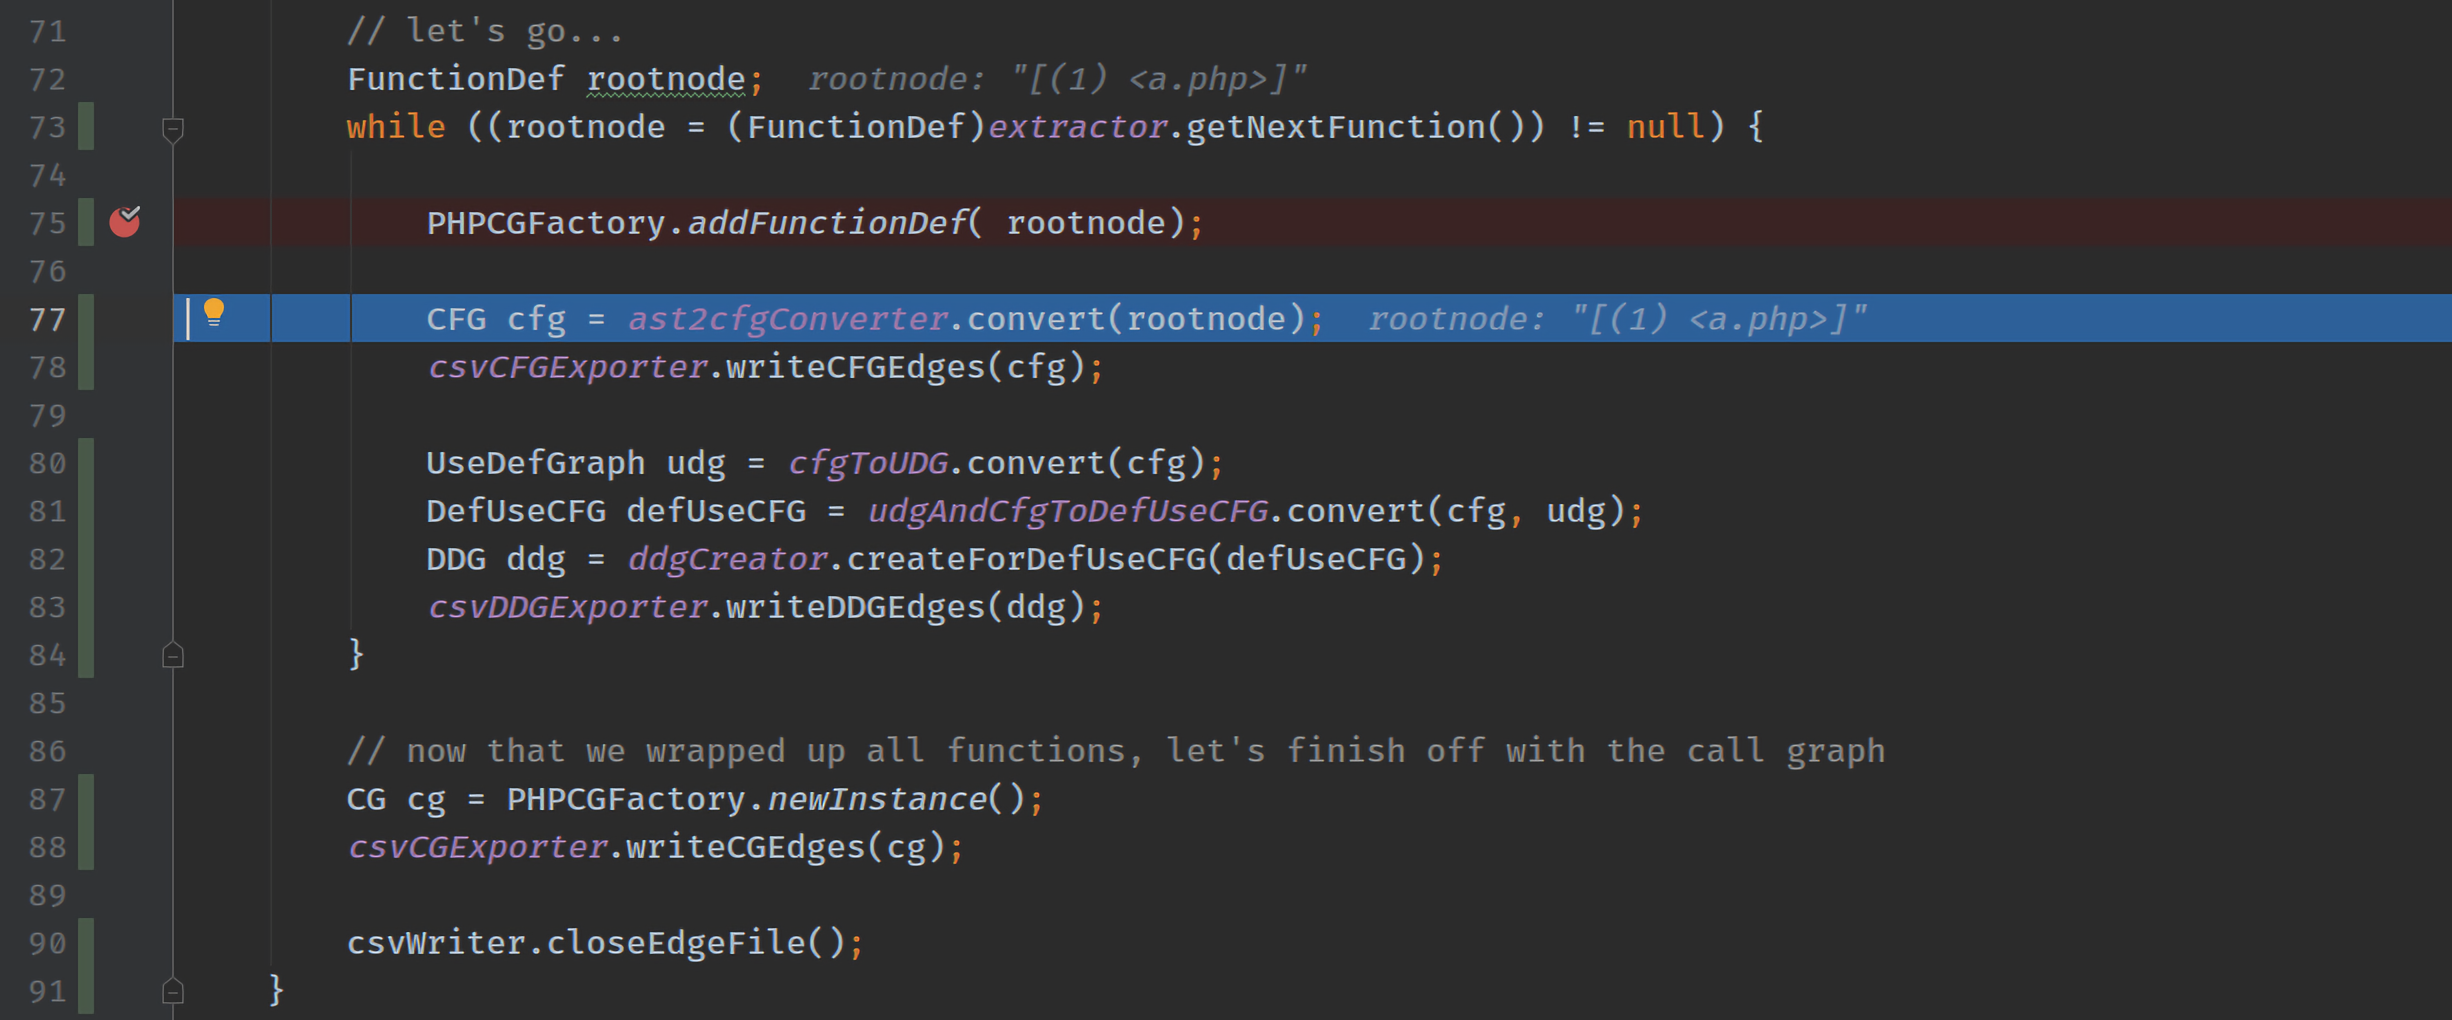 71 // let's go...
72 FunctionDef rootnode; rootnode: "[(1) <a.php>]"
73 while ((rootnode = (FunctionDef)extractor.getNextFunction()) != null) {
74
75 PHPCGFactory.addFunctionDef( rootnode);
76
77 CFG cfg = ast2cfgConverter.convert(rootnode); rootnode: "[(1) <a.php>]"
78 csvCFGExporter.writeCFGEdges(cfg);
79
80 UseDefGraph udg = cfgToUDG.convert(cfg);
81 DefUseCFG defUseCFG = udgAndCfgToDefUseCFG.convert(cfg, udg);
82 DDG ddg = ddgCreator.createForDefUseCFG(defUseCFG);
83 csvDDGExporter.writeDDGEdges(ddg);
84 }
85
86 // now that we wrapped up all functions, let's finish off with the call graph
87 CG cg = PHPCGFactory.newInstance();
88 csvCGExporter.writeCGEdges(cg);
89
90 csvWriter.closeEdgeFile();
91 }